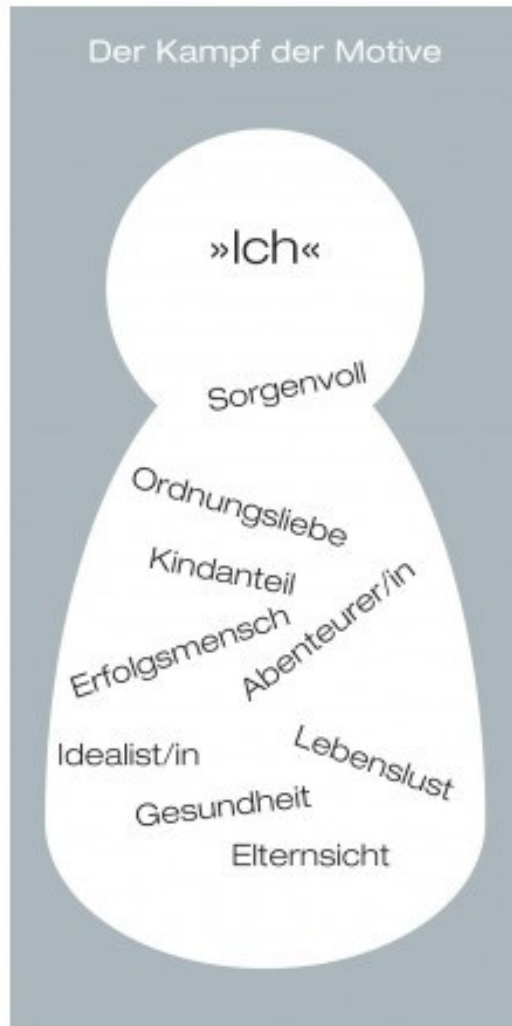 Der Kampf der Motive
»Ich«
Sorgenvoll
Ordnungsliebe
Kindanteil
Abenteurer/in
Erfolgsmensch
Idealist/in
Lebenslust
Gesundheit
Elternsicht